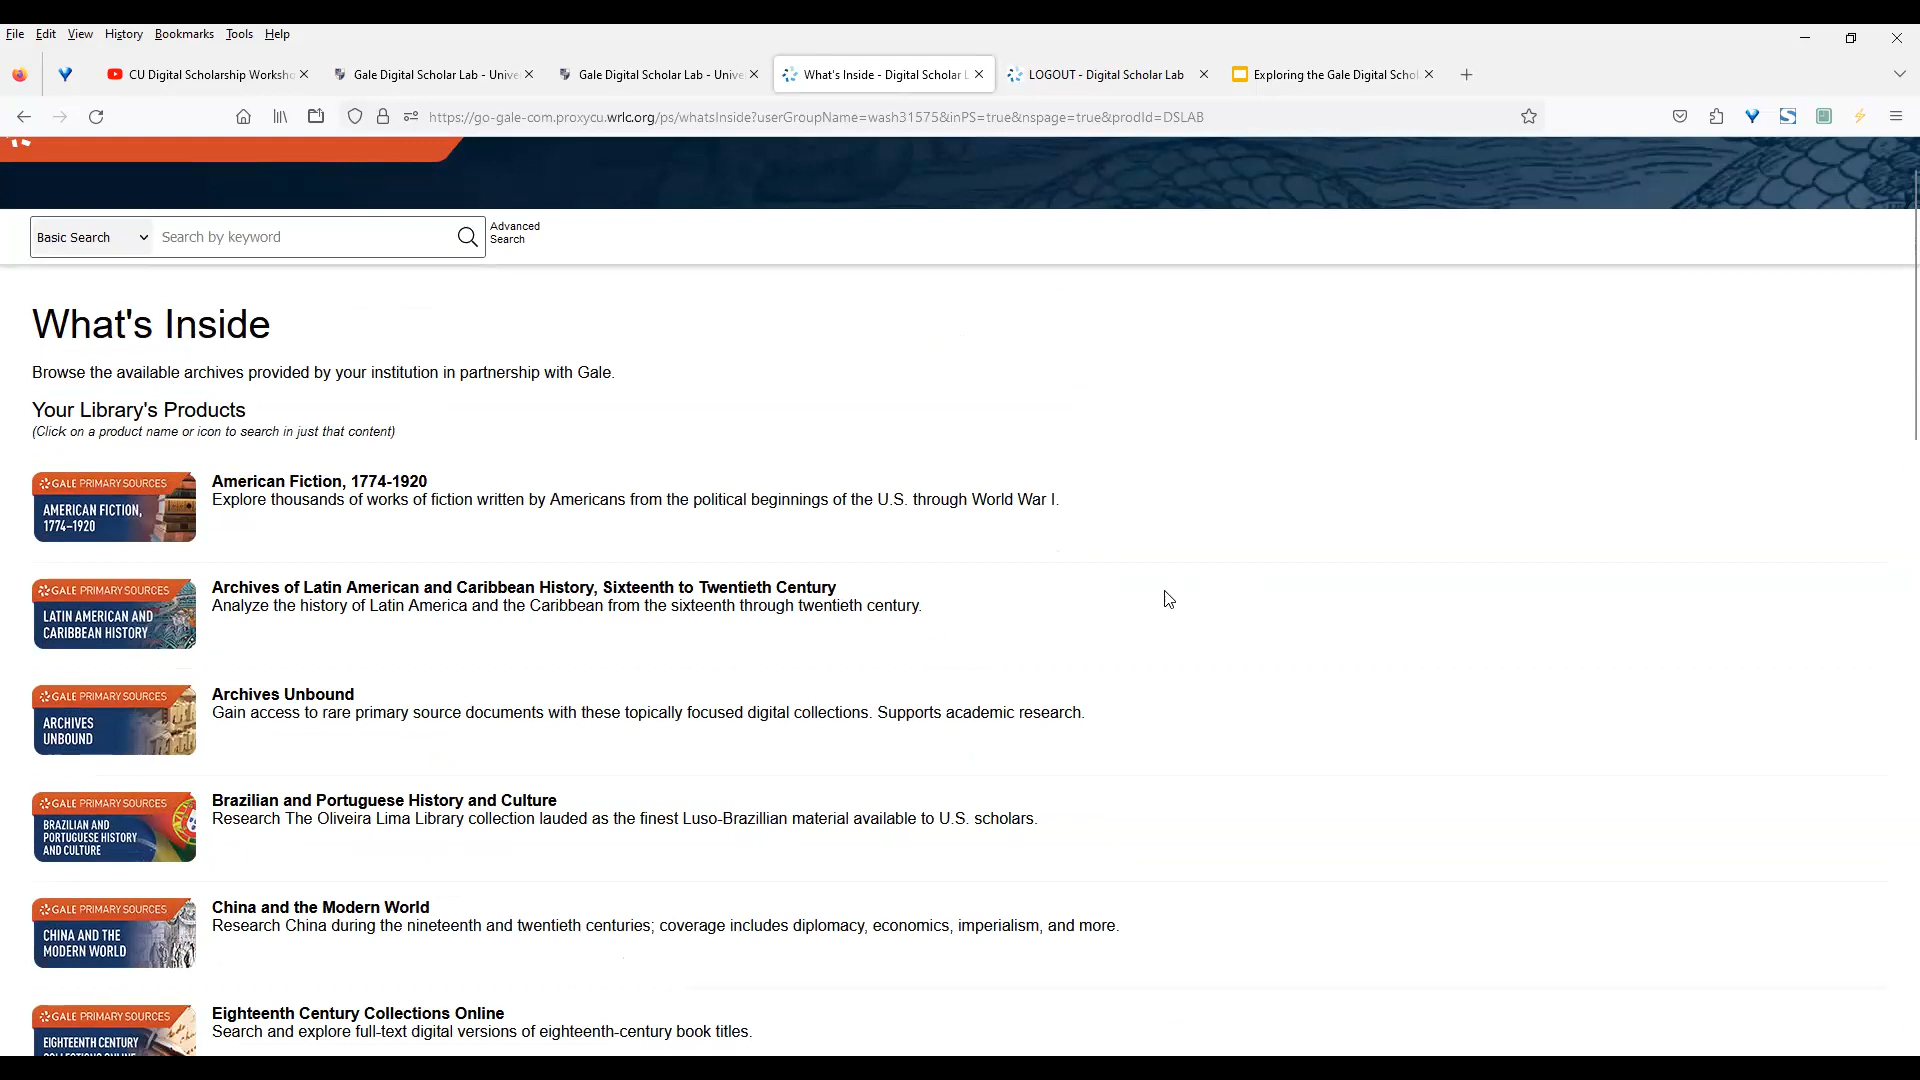 File Edit View History Bookmarks Tools Help
CU Digital Scholarship Worksho
Gale Digital Scholar Lab - Unive
Gale Digital Scholar Lab - Unive
What's Inside - Digital Scholar L
LOGOUT - Digital Scholar Lab
Exploring the Gale Digital Schol
https://go-gale-com.proxycu.wrlc.org/ps/whatsInside?userGroupName=wash31575&inPS=true&nspage=true&prodId=DSLAB
Basic Search
Search by keyword
Advanced
Search
What's Inside
Browse the available archives provided by your institution in partnership with Gale.
Your Library's Products
(Click on a product name or icon to search in just that content)
GALE PRIMARY SOURCES
AMERICAN FICTION,
1774–1920
American Fiction, 1774-1920
Explore thousands of works of fiction written by Americans from the political beginnings of the U.S. through World War I.
GALE PRIMARY SOURCES
LATIN AMERICAN AND
CARIBBEAN HISTORY
Archives of Latin American and Caribbean History, Sixteenth to Twentieth Century
Analyze the history of Latin America and the Caribbean from the sixteenth through twentieth century.
GALE PRIMARY SOURCES
ARCHIVES
UNBOUND
Archives Unbound
Gain access to rare primary source documents with these topically focused digital collections. Supports academic research.
GALE PRIMARY SOURCES
BRAZILIAN AND
PORTUGUESE HISTORY
AND CULTURE
Brazilian and Portuguese History and Culture
Research The Oliveira Lima Library collection lauded as the finest Luso-Brazillian material available to U.S. scholars.
GALE PRIMARY SOURCES
CHINA AND THE
MODERN WORLD
China and the Modern World
Research China during the nineteenth and twentieth centuries; coverage includes diplomacy, economics, imperialism, and more.
GALE PRIMARY SOURCES
EIGHTEENTH CENTURY
COLLECTIONS ONLINE
Eighteenth Century Collections Online
Search and explore full-text digital versions of eighteenth-century book titles.